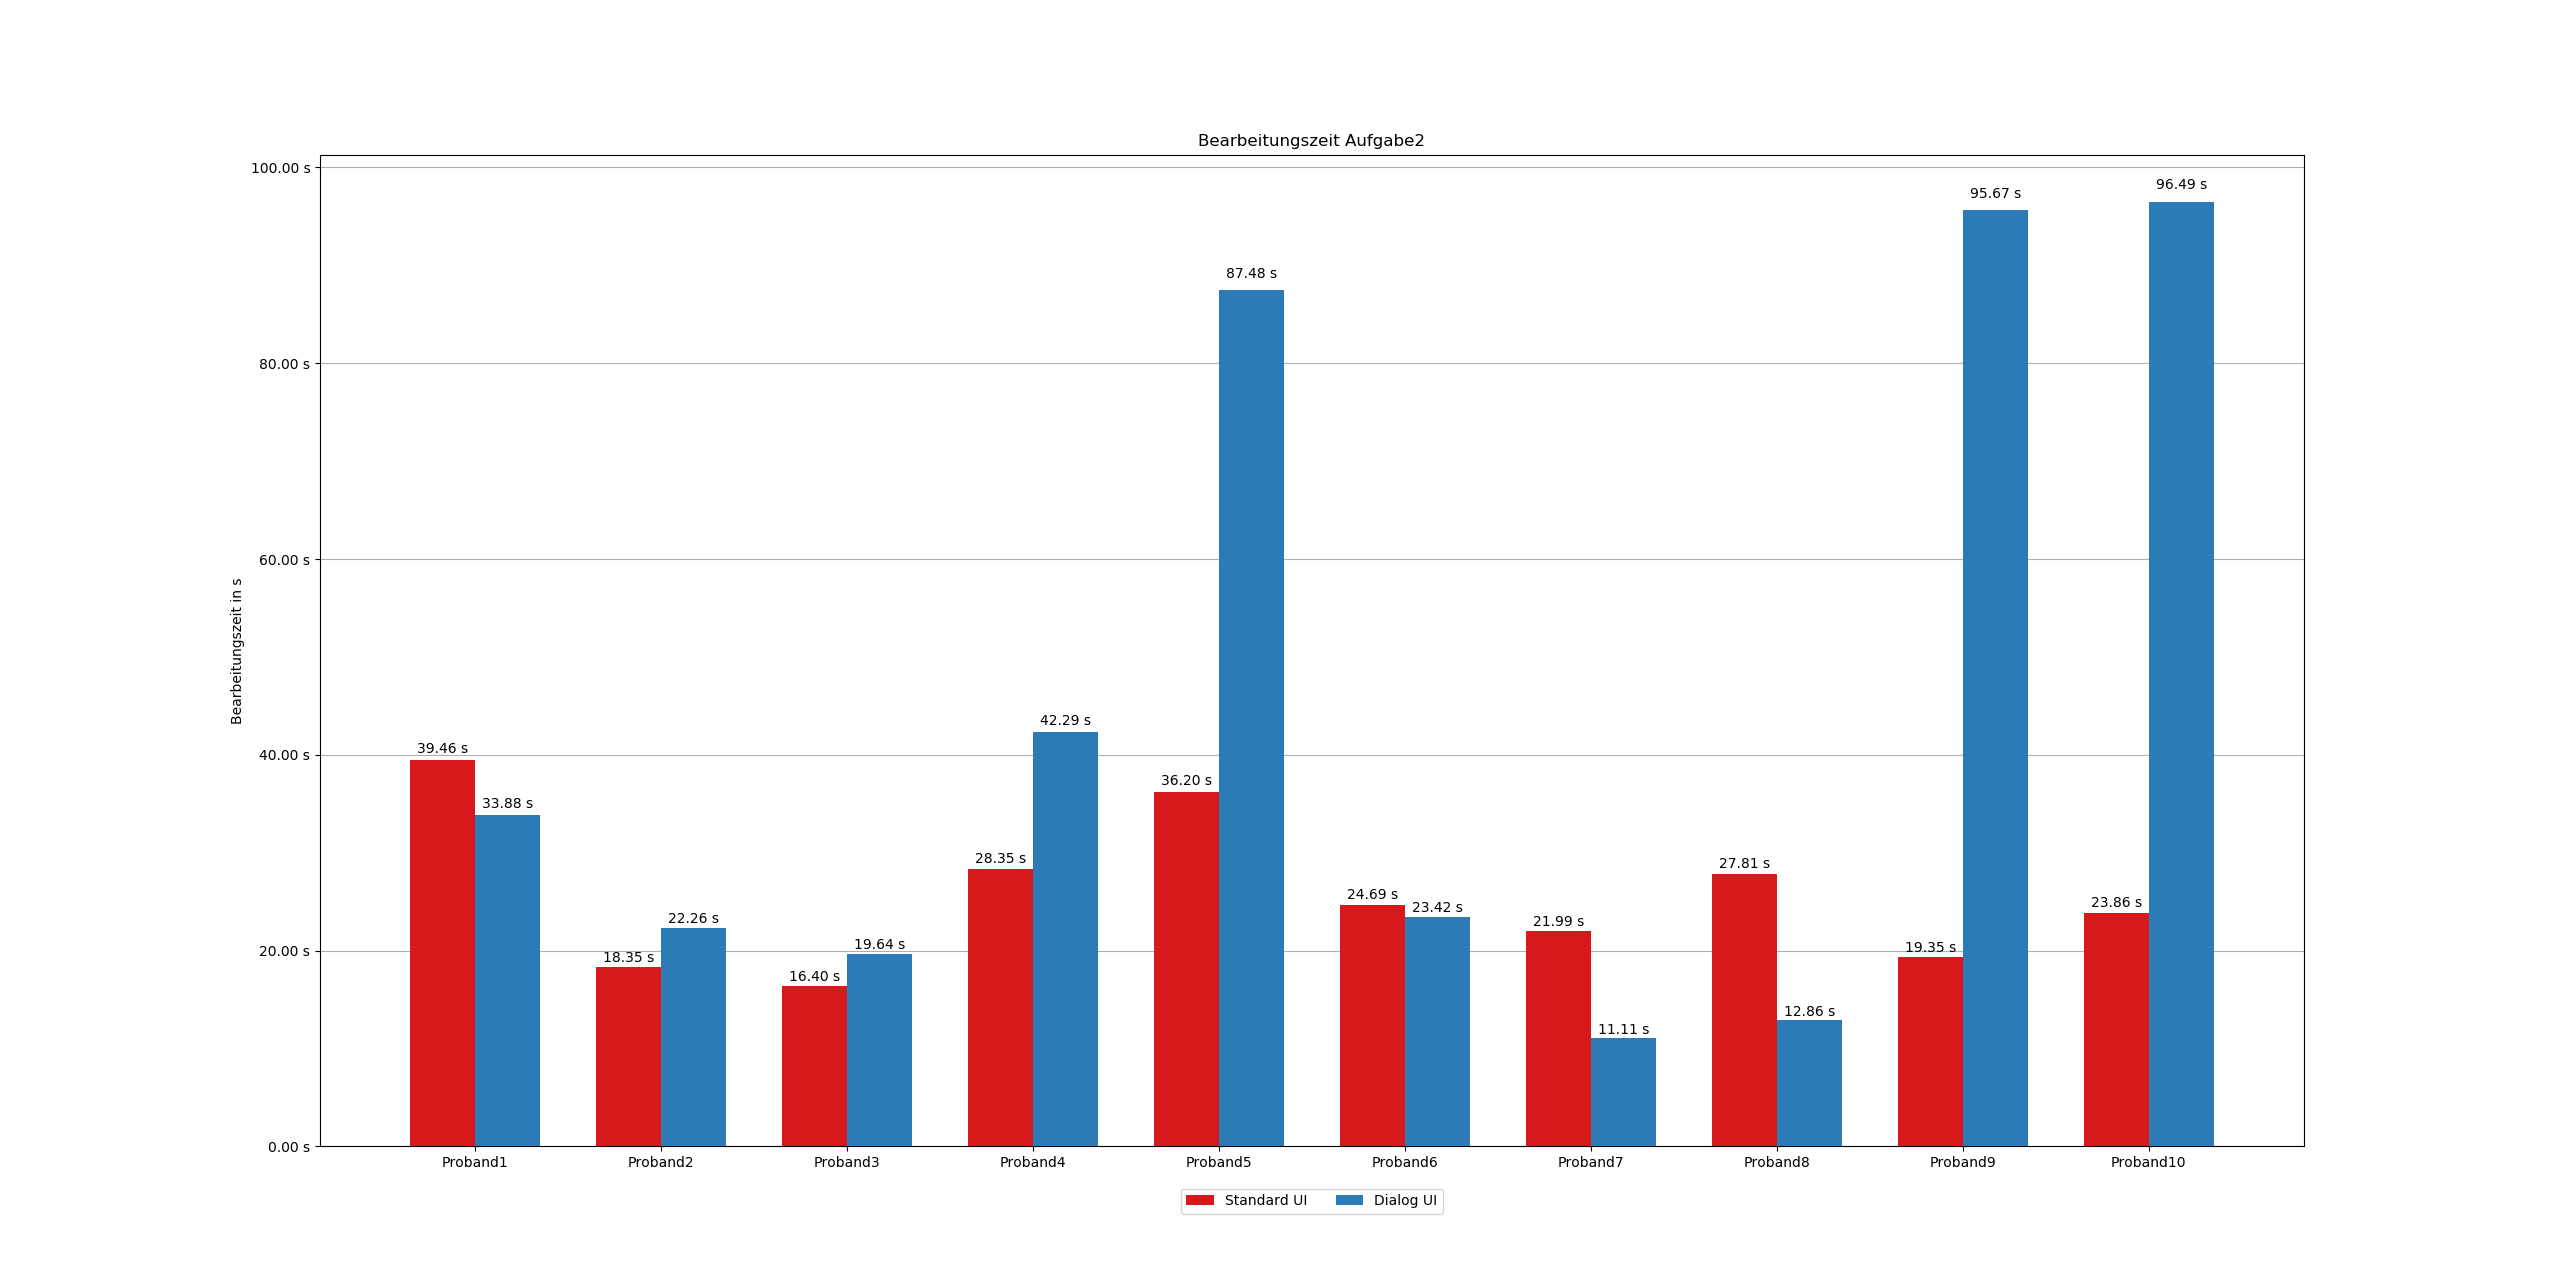 Bearbeitungszeit Aufgabe2
Bearbeitungszeit in s
100.00 s
80.00 s
60.00 s
40.00 s
20.00 s
0.00 s
39.46 s
33.88 s
18.35 s
22.26 s
16.40 s
19.64 s
28.35 s
42.29 s
36.20 s
87.48 s
24.69 s
23.42 s
21.99 s
11.11 s
27.81 s
12.86 s
19.35 s
95.67 s
23.86 s
96.49 s
Proband1 Proband2 Proband3 Proband4 Proband5 Proband6 Proband7 Proband8 Proband9 Proband10
Standard UI Dialog UI